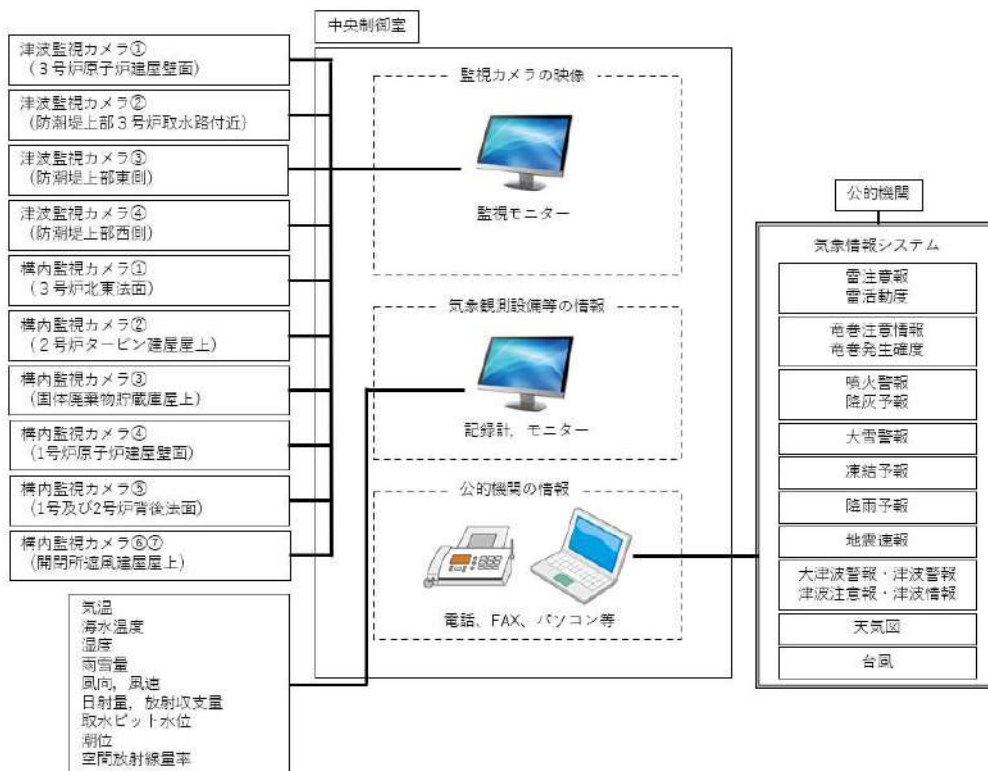 中央制御室
津波監視カメラ①
（３号炉原子炉建屋壁面）
津波監視カメラ②
（防潮堤上部３号炉取水路付近）
津波監視カメラ③
（防潮堤上部東側）
津波監視カメラ④
（防潮堤上部西側）
構内監視カメラ①
（３号炉北東法面）
構内監視カメラ②
（２号炉タービン建屋屋上）
構内監視カメラ③
（固体廃棄物貯蔵庫屋上）
構内監視カメラ④
（1号炉原子炉建屋壁面）
構内監視カメラ⑤
（1号及び2号炉背後法面）
構内監視カメラ⑥⑦
（開閉所遮風建屋屋上）
気温
海水温度
湿度
雨雪量
風向，風速
日射量，放射収支量
取水ピット水位
潮位
空間放射線量率
監視カメラの映像
監視モニター
気象観測設備等の情報
記録計，モニター
公的機関の情報
電話、FAX、パソコン等
公的機関
気象情報システム
雷注意報
雷活動度
竜巻注意情報
竜巻発生確度
噴火警報
降灰予報
大雪警報
凍結予報
降雨予報
地震速報
大津波警報・津波警報
津波注意報・津波情報
天気図
台風